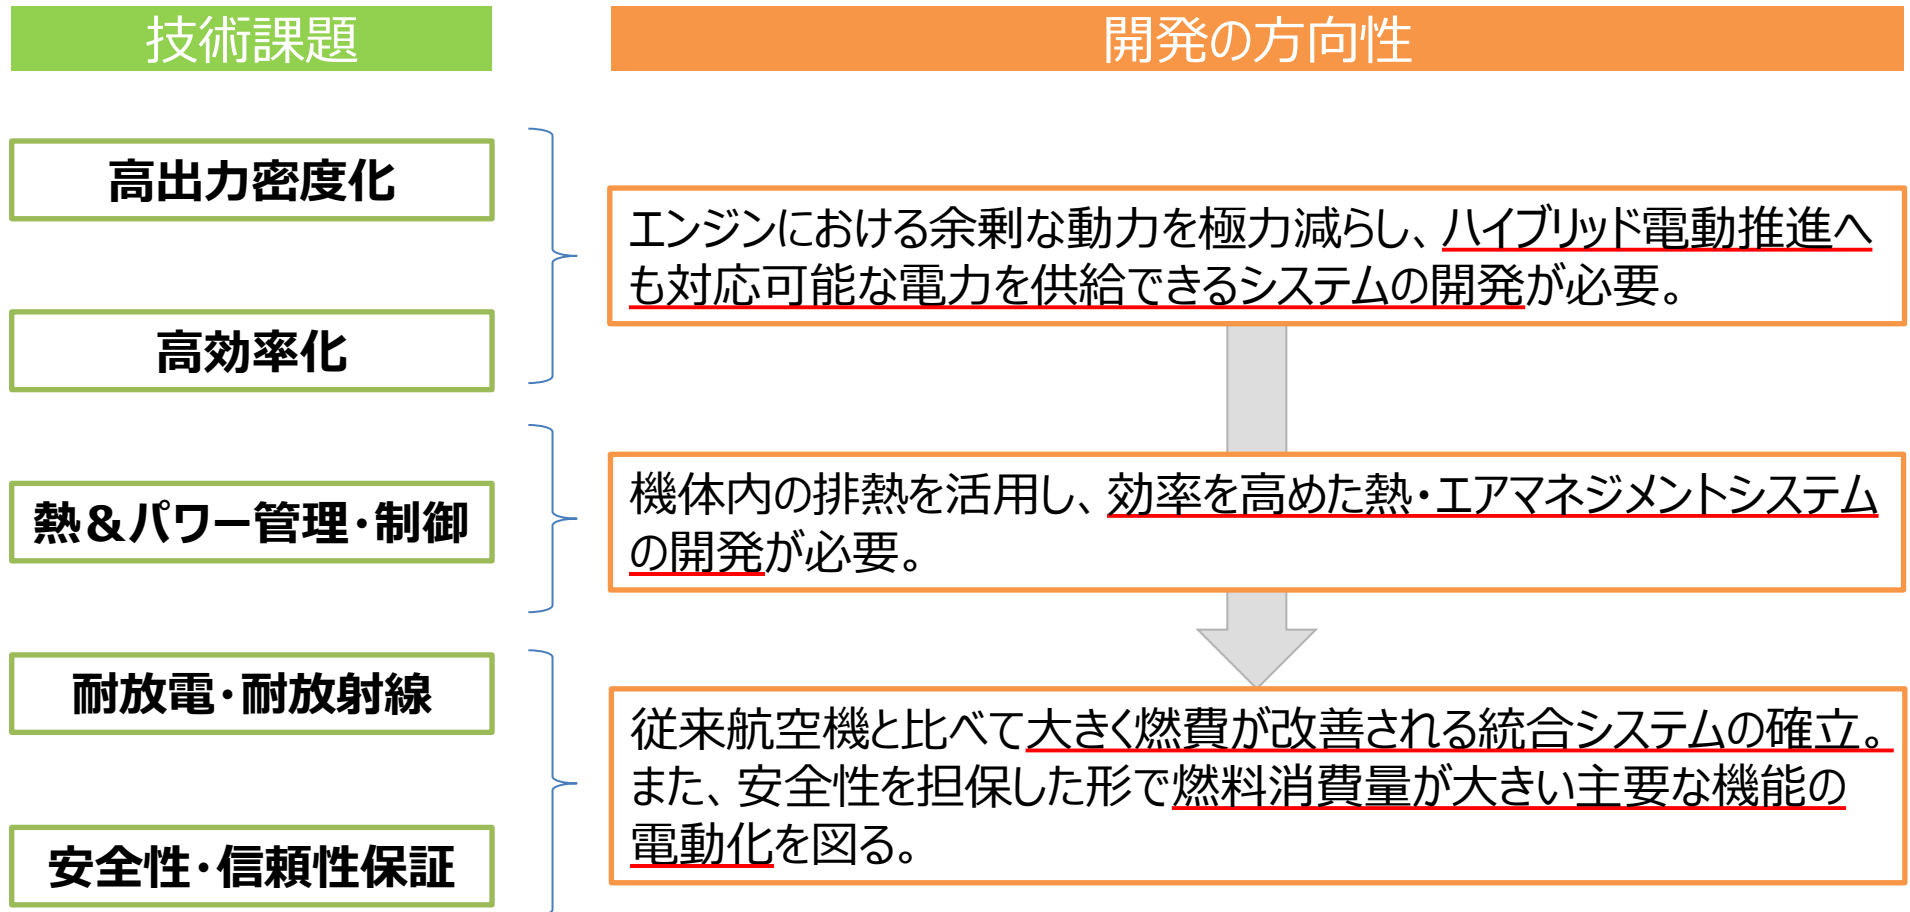 技術課題
開発の方向性
高出力密度化
高効率化
エンジンにおける余剰な動力を極力減らし、ハイブリッド電動推進へ
も対応可能な電力を供給できるシステムの開発が必要。
熱＆パワー管理・制御
機体内の排熱を活用し、効率を高めた熱・エアマネジメントシステム
の開発が必要。
耐放電・耐放射線
安全性・信頼性保証
従来航空機と比べて大きく燃費が改善される統合システムの確立。
また、安全性を担保した形で燃料消費量が大きい主要な機能の
電動化を図る。